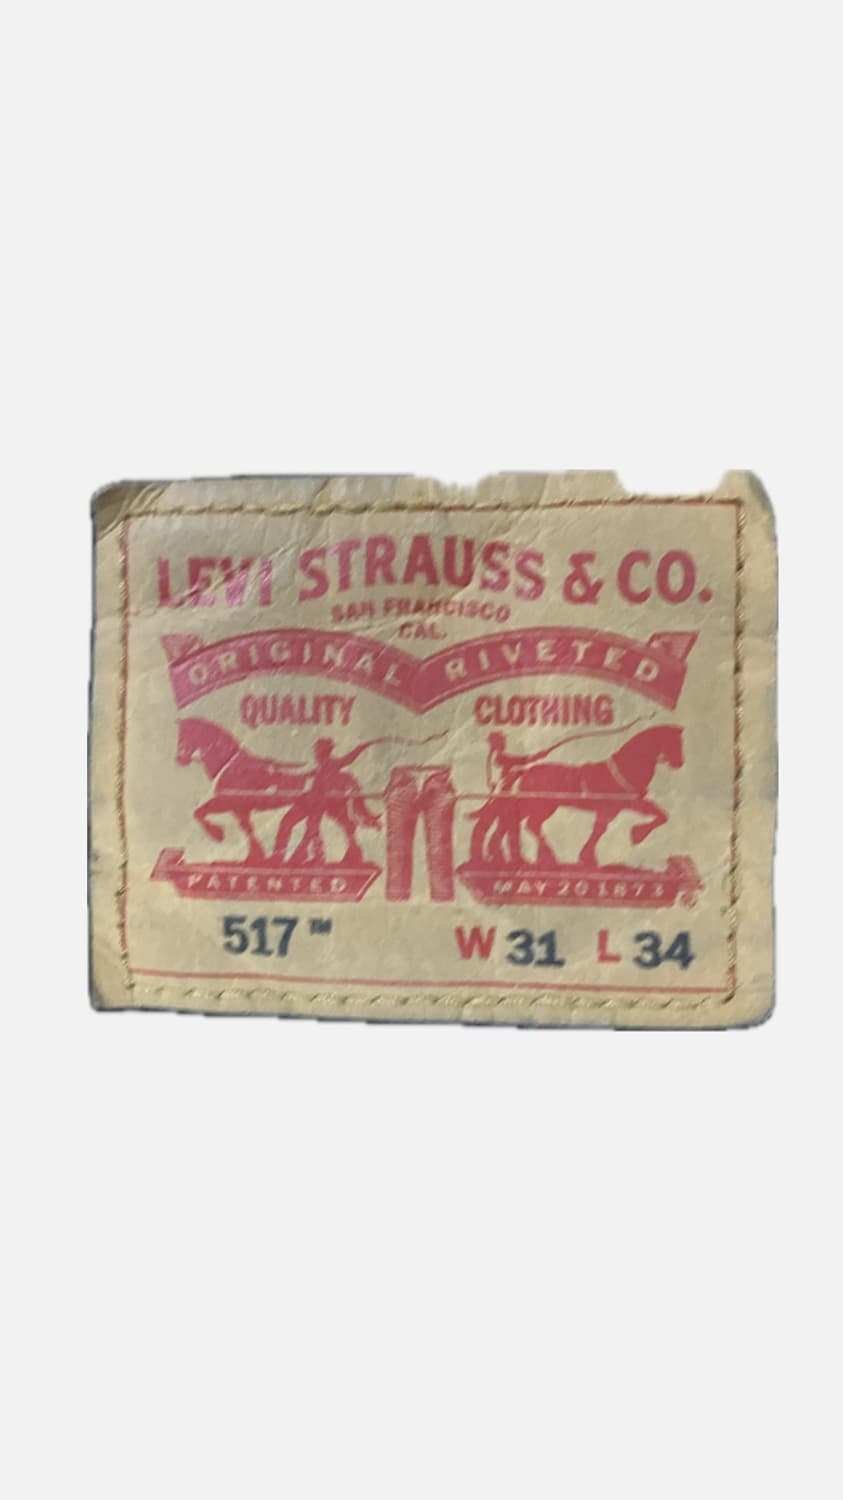 LEVI STRAUSS & CO.
SAN FRANCISCO
CAL.
ORIGINAL RIVETED
QUALITY CLOTHING
PATENTED MAY 20 1873
®
517™ W 31 L 34